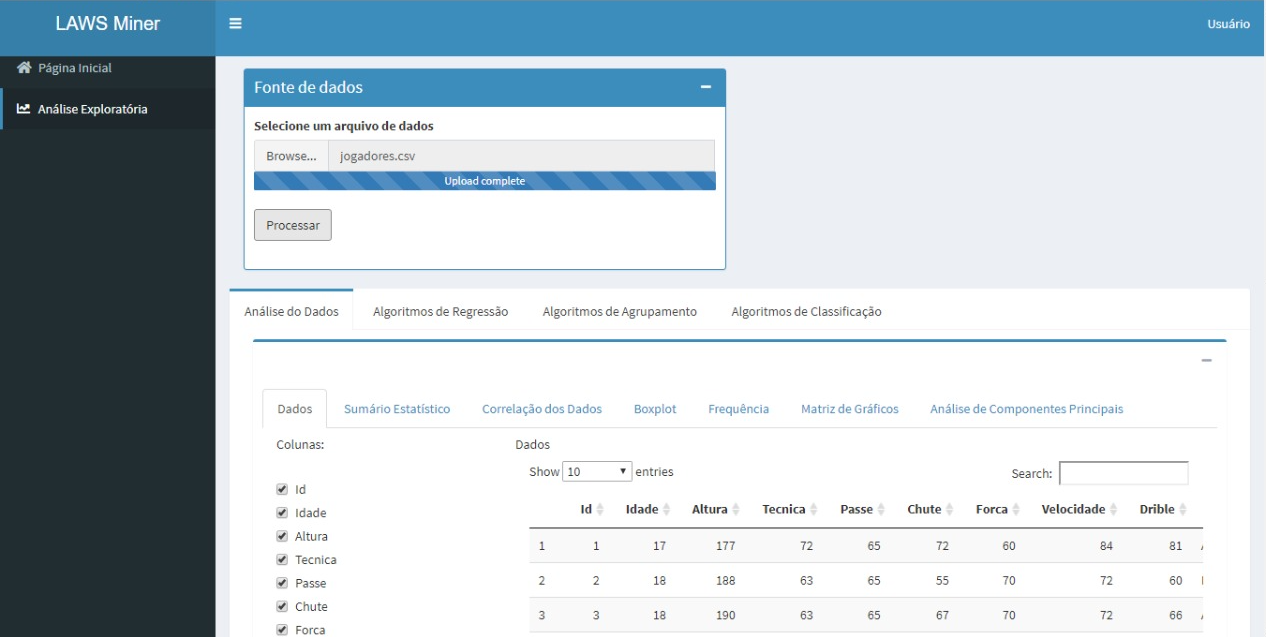 LAWS Miner
Usuário
Página Inicial
Análise Exploratória
Fonte de dados
Selecione um arquivo de dados
Browse... jogadores.csv
Upload complete
Processar
Análise do Dados Algoritmos de Regressão Algoritmos de Agrupamento Algoritmos de Classificação
Dados Sumário Estatístico Correlação dos Dados Boxplot Frequência Matriz de Gráficos Análise de Componentes Principais
Colunas:
Id
Idade
Altura
Tecnica
Passe
Chute
Forca
Dados
Show 10 entries
Search:
Id Idade Altura Tecnica Passe Chute Forca Velocidade Drible
1 1 17 177 72 65 72 60 84 81
2 2 18 188 63 65 55 70 72 60
3 3 18 190 63 65 67 70 72 66